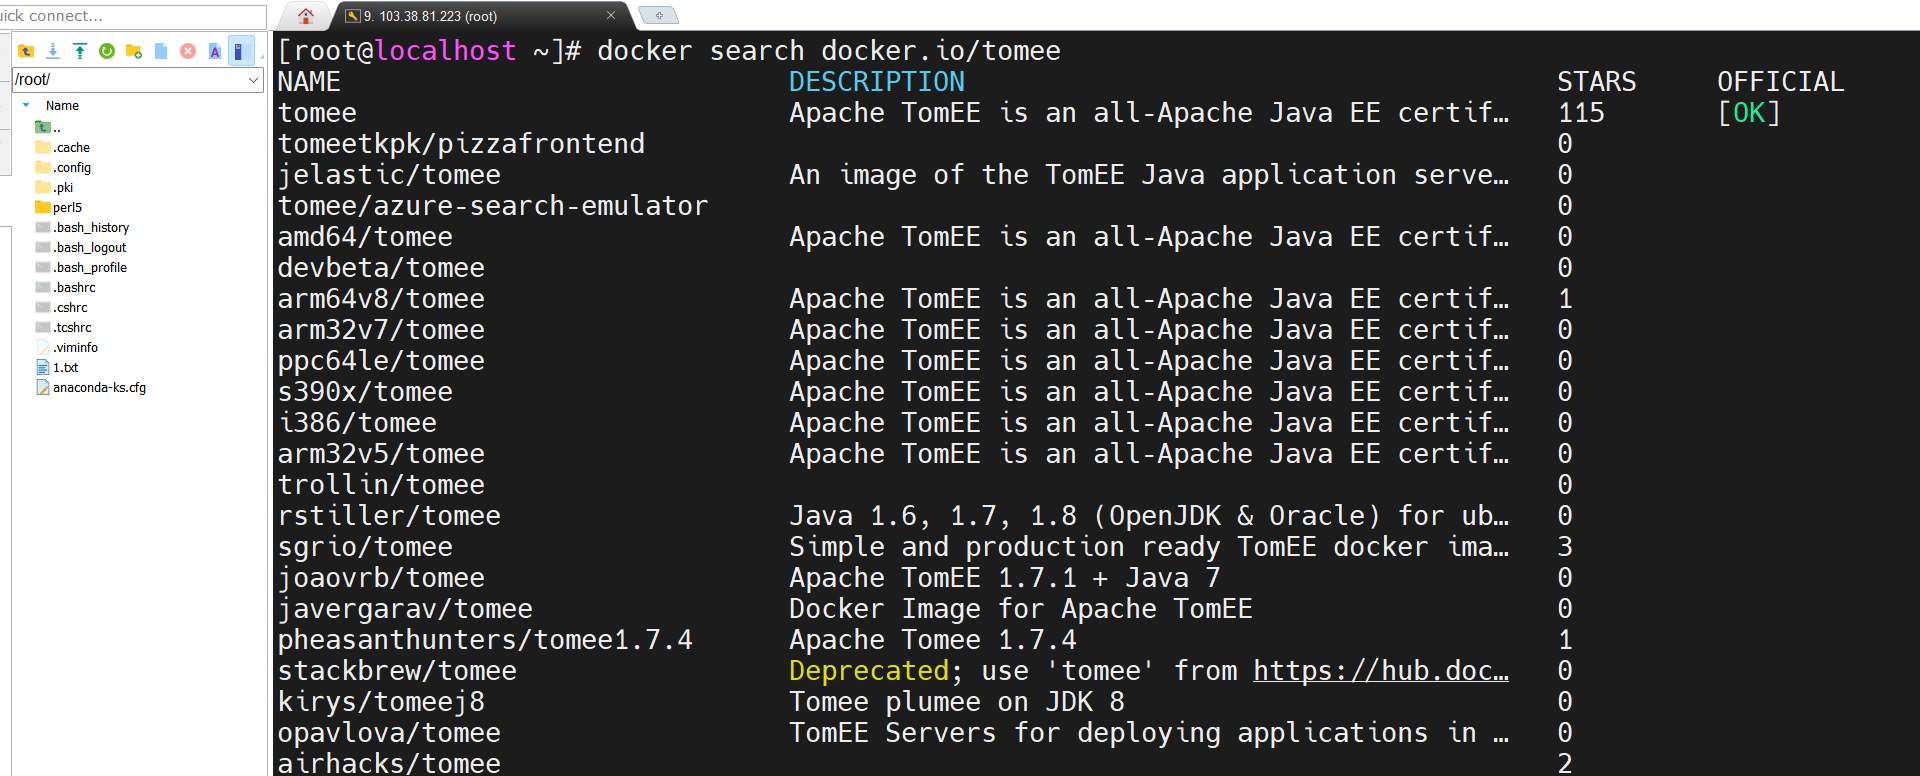 uick connect...
9. 103.38.81.223 (root)
/root/
Name
..
.cache
.config
.pki
perl5
.bash_history
.bash_logout
.bash_profile
.bashrc
.cshrc
.tcshrc
.viminfo
1.txt
anaconda-ks.cfg
[root@localhost ~]# docker search docker.io/tomee
NAME DESCRIPTION STARS OFFICIAL
tomee Apache TomEE is an all-Apache Java EE certif… 115 [OK]
tomeetkpk/pizzafrontend 0
jelastic/tomee An image of the TomEE Java application serve… 0
tomee/azure-search-emulator 0
amd64/tomee Apache TomEE is an all-Apache Java EE certif… 0
devbeta/tomee 0
arm64v8/tomee Apache TomEE is an all-Apache Java EE certif… 1
arm32v7/tomee Apache TomEE is an all-Apache Java EE certif… 0
ppc64le/tomee Apache TomEE is an all-Apache Java EE certif… 0
s390x/tomee Apache TomEE is an all-Apache Java EE certif… 0
i386/tomee Apache TomEE is an all-Apache Java EE certif… 0
arm32v5/tomee Apache TomEE is an all-Apache Java EE certif… 0
trollin/tomee 0
rstiller/tomee Java 1.6, 1.7, 1.8 (OpenJDK & Oracle) for ub… 0
sgrio/tomee Simple and production ready TomEE docker ima… 3
joaovrb/tomee Apache TomEE 1.7.1 + Java 7 0
javergarav/tomee Docker Image for Apache TomEE 0
pheasanthunters/tomee1.7.4 Apache Tomee 1.7.4 1
stackbrew/tomee Deprecated; use 'tomee' from https://hub.doc… 0
kirys/tomeej8 Tomee plumee on JDK 8 0
opavlova/tomee TomEE Servers for deploying applications in … 0
airhacks/tomee 2